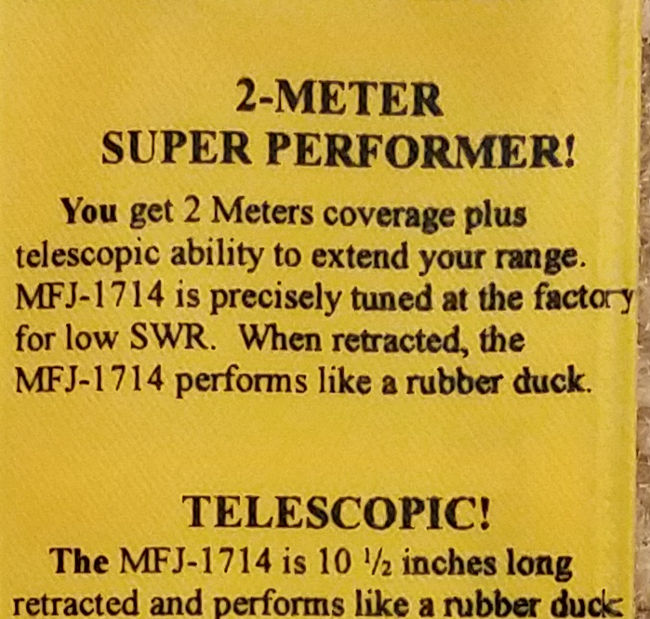 2-METER
SUPER PERFORMER!
You get 2 Meters coverage plus
telescopic ability to extend your range.
MFJ-1714 is precisely tuned at the factory
for low SWR. When retracted, the
MFJ-1714 performs like a rubber duck.
TELESCOPIC!
The MFJ-1714 is 10 ½ inches long
retracted and performs like a rubber duck